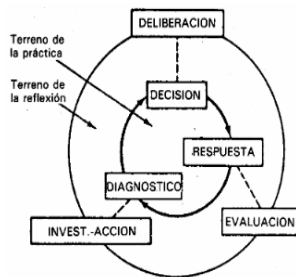 DELIBERACION
Terreno de
la práctica
Terreno de
la reflexión
DECISION
RESPUESTA
DIAGNOSTICO
EVALUACION
INVEST.-ACCION